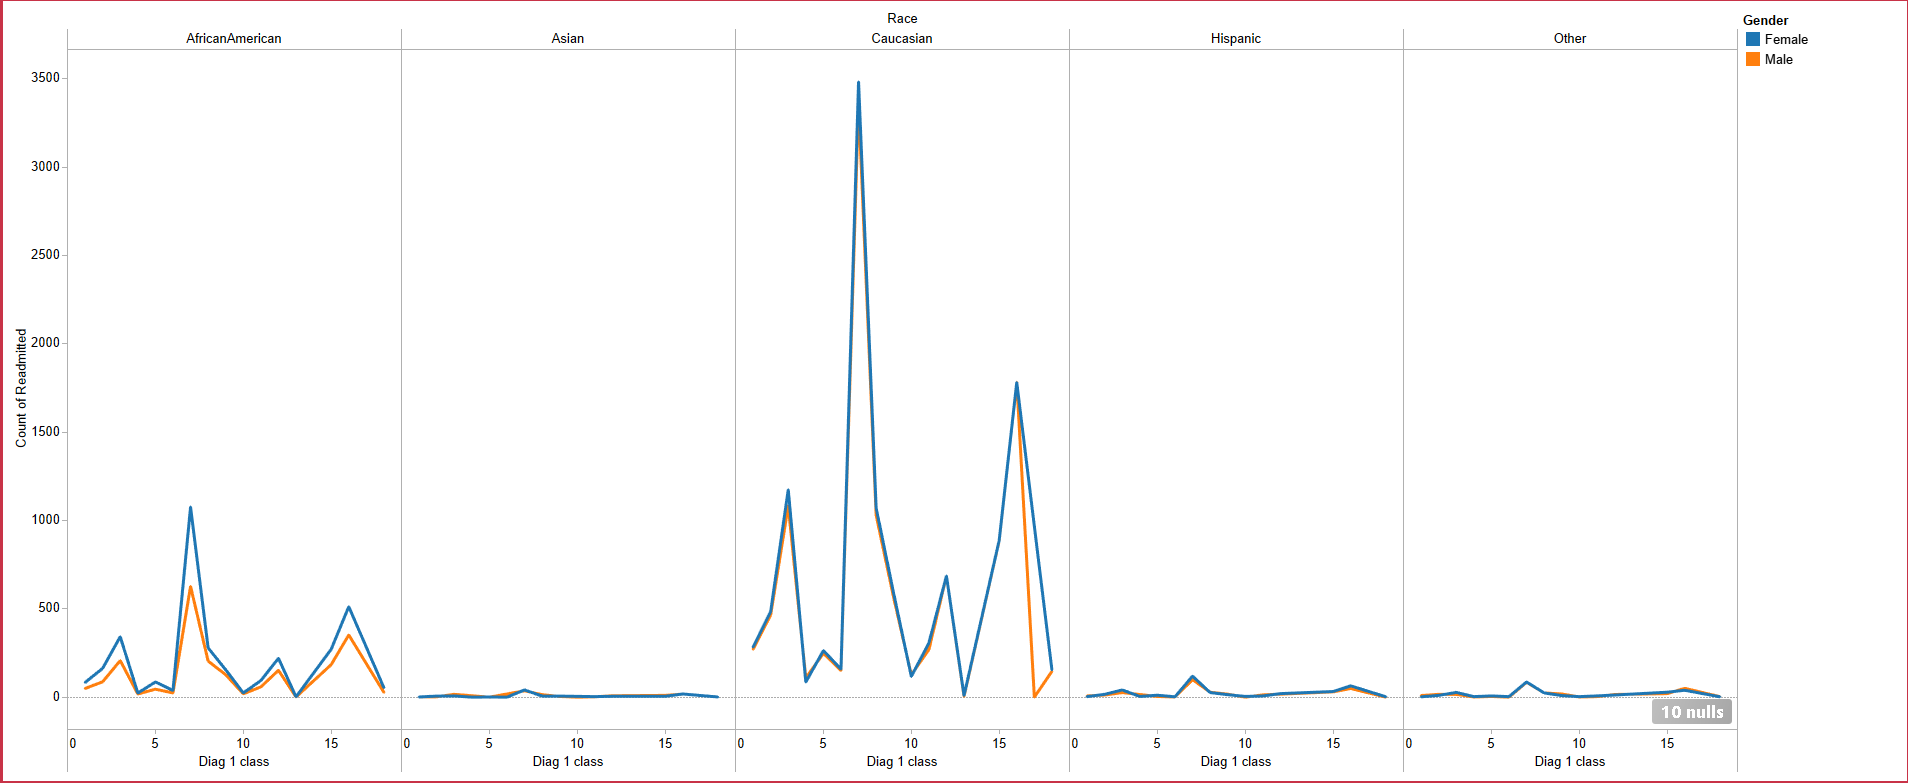 Race
AfricanAmerican Asian Caucasian Hispanic Other
Gender
Female
Male
Count of Readmitted
3500
3000
2500
2000
1500
1000
500
0
10 nulls
0 5 10 15 0 5 10 15 0 5 10 15 0 5 10 15 0 5 10 15
Diag 1 class Diag 1 class Diag 1 class Diag 1 class Diag 1 class